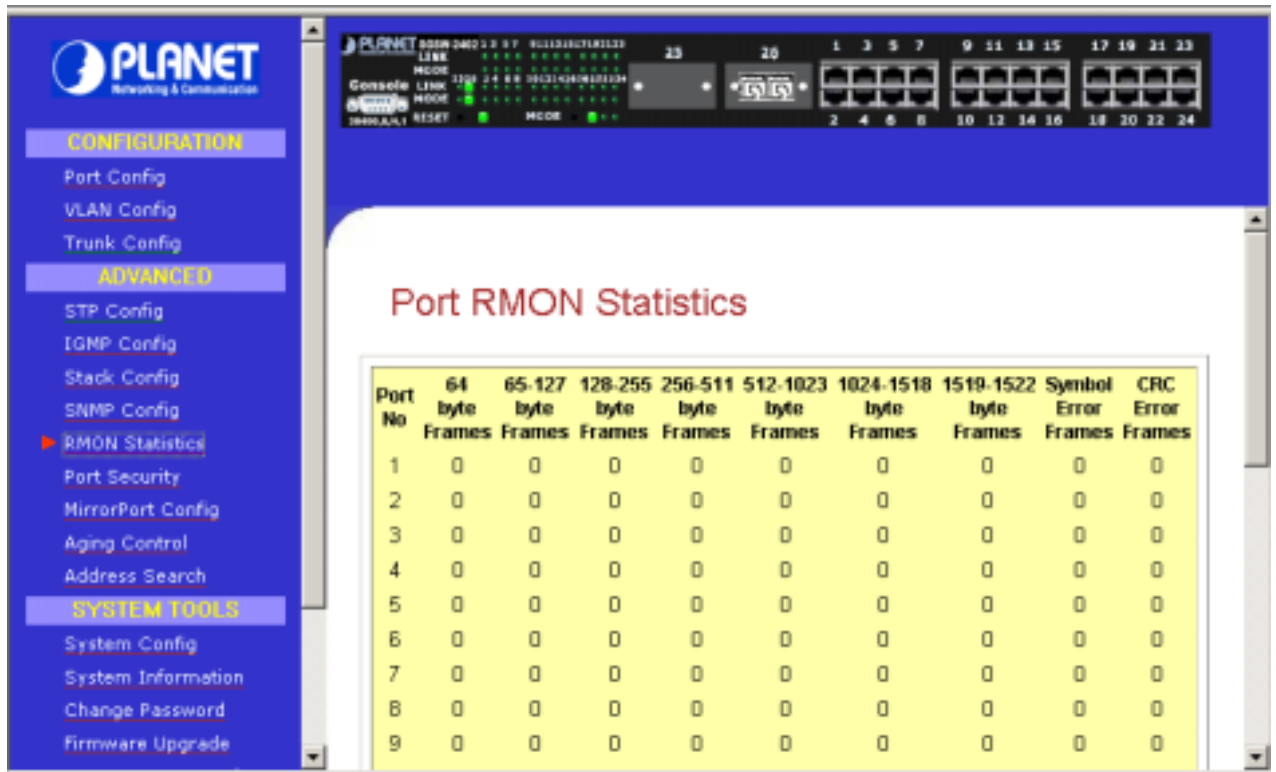 PLANET
Networking & Communication
CONFIGURATION
Port Config
VLAN Config
Trunk Config
ADVANCED
STP Config
IGMP Config
Stack Config
SNMP Config
RMON Statistics
Port Security
MirrorPort Config
Aging Control
Address Search
SYSTEM TOOLS
System Config
System Information
Change Password
Firmware Upgrade
PLANET
LINK
LINK
RESET
25 26
1 3 5 7 9 11 13 15 17 19 21 23
2 4 6 8 10 12 14 16 18 20 22 24
Port RMON Statistics
Port No 64 byte Frames 65-127 byte Frames 128-255 byte Frames 256-511 byte Frames 512-1023 byte Frames 1024-1518 byte Frames 1519-1522 byte Frames Symbol Error Frames CRC Error Frames
1 0 0 0 0 0 0 0 0 0
2 0 0 0 0 0 0 0 0 0
3 0 0 0 0 0 0 0 0 0
4 0 0 0 0 0 0 0 0 0
5 0 0 0 0 0 0 0 0 0
6 0 0 0 0 0 0 0 0 0
7 0 0 0 0 0 0 0 0 0
8 0 0 0 0 0 0 0 0 0
9 0 0 0 0 0 0 0 0 0